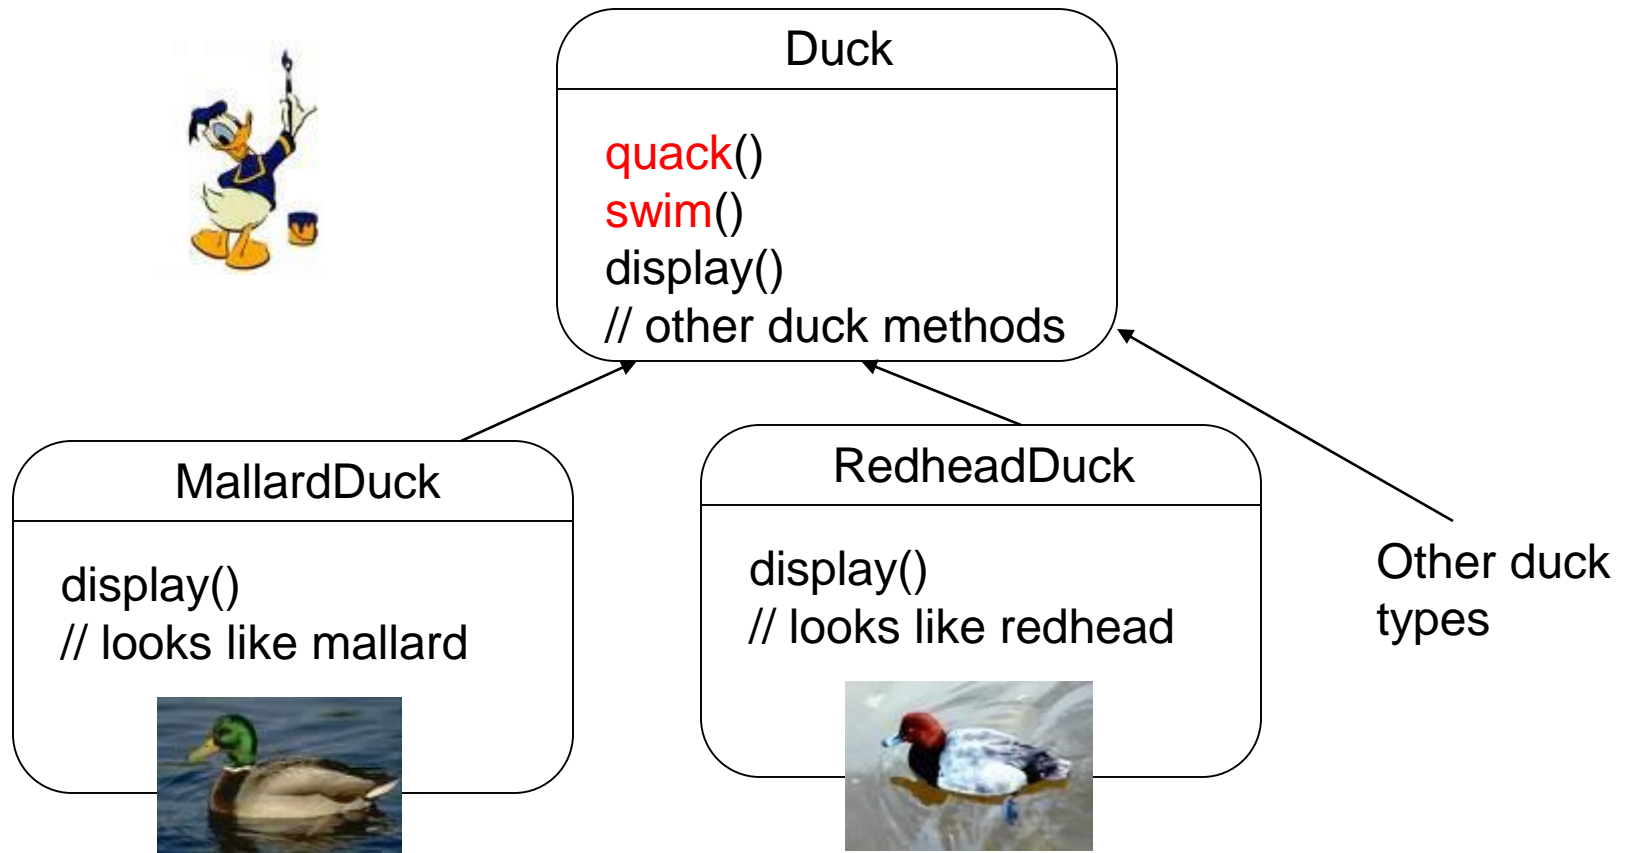 Duck
quack()
swim()
display()
// other duck methods
MallardDuck
display()
// looks like mallard
RedheadDuck
display()
// looks like redhead
Other duck
types